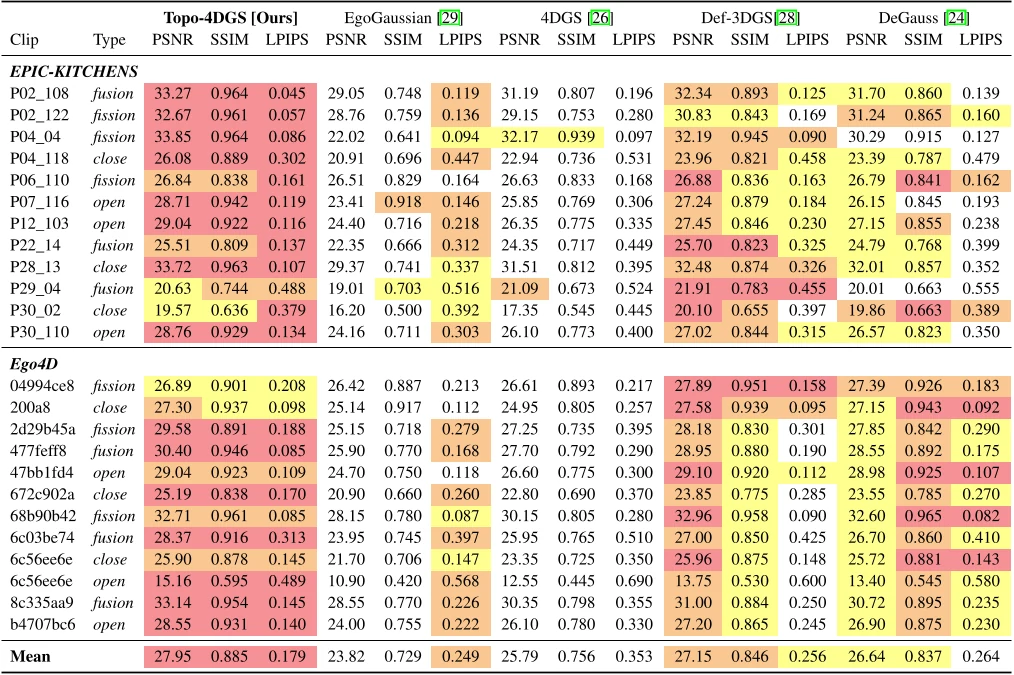 Topo-4DGS [Ours] EgoGaussian [29] 4DGS [26] Def-3DGS[28] DeGauss [24]
Clip Type PSNR SSIM LPIPS PSNR SSIM LPIPS PSNR SSIM LPIPS PSNR SSIM LPIPS PSNR SSIM LPIPS
EPIC-KITCHENS
P02_108 fusion 33.27 0.964 0.045 29.05 0.748 0.119 31.19 0.807 0.196 32.34 0.893 0.125 31.70 0.860 0.139
P02_122 fission 32.67 0.961 0.057 28.76 0.759 0.136 29.15 0.753 0.280 30.83 0.843 0.169 31.24 0.865 0.160
P04_04 fission 33.85 0.964 0.086 22.02 0.641 0.094 32.17 0.939 0.097 32.19 0.945 0.090 30.29 0.915 0.127
P04_118 close 26.08 0.889 0.302 20.91 0.696 0.447 22.94 0.736 0.531 23.96 0.821 0.458 23.39 0.787 0.479
P06_110 fission 26.84 0.838 0.161 26.51 0.829 0.164 26.63 0.833 0.168 26.88 0.836 0.163 26.79 0.841 0.162
P07_116 open 28.71 0.942 0.119 23.41 0.918 0.146 25.85 0.769 0.306 27.24 0.879 0.184 26.15 0.845 0.193
P12_103 open 29.04 0.922 0.116 24.40 0.716 0.218 26.35 0.775 0.335 27.45 0.846 0.230 27.15 0.855 0.238
P22_14 fusion 25.51 0.809 0.137 22.35 0.666 0.312 24.35 0.717 0.449 25.70 0.823 0.325 24.79 0.768 0.399
P28_13 close 33.72 0.963 0.107 29.37 0.741 0.337 31.51 0.812 0.395 32.48 0.874 0.326 32.01 0.857 0.352
P29_04 fusion 20.63 0.744 0.488 19.01 0.703 0.516 21.09 0.673 0.524 21.91 0.783 0.455 20.01 0.663 0.555
P30_02 close 19.57 0.636 0.379 16.20 0.500 0.392 17.35 0.545 0.445 20.10 0.655 0.397 19.86 0.663 0.389
P30_110 open 28.76 0.929 0.134 24.16 0.711 0.303 26.10 0.773 0.400 27.02 0.844 0.315 26.57 0.823 0.350
Ego4D
04994ce8 fission 26.89 0.901 0.208 26.42 0.887 0.213 26.61 0.893 0.217 27.89 0.951 0.158 27.39 0.926 0.183
200a8 close 27.30 0.937 0.098 25.14 0.917 0.112 24.95 0.805 0.257 27.58 0.939 0.095 27.15 0.943 0.092
2d29b45a fission 29.58 0.891 0.188 25.15 0.718 0.279 27.25 0.735 0.395 28.18 0.830 0.301 27.85 0.842 0.290
477feff8 fusion 30.40 0.946 0.085 25.90 0.770 0.168 27.70 0.792 0.290 28.95 0.880 0.190 28.55 0.892 0.175
47bb1fd4 open 29.04 0.923 0.109 24.70 0.750 0.118 26.60 0.775 0.300 29.10 0.920 0.112 28.98 0.925 0.107
672c902a close 25.19 0.838 0.170 20.90 0.660 0.260 22.80 0.690 0.370 23.85 0.775 0.285 23.55 0.785 0.270
68b90b42 fission 32.71 0.961 0.085 28.15 0.780 0.087 30.15 0.805 0.280 32.96 0.958 0.090 32.60 0.965 0.082
6c03be74 fusion 28.37 0.916 0.313 23.95 0.745 0.397 25.95 0.765 0.510 27.00 0.850 0.425 26.70 0.860 0.410
6c56ee6e close 25.90 0.878 0.145 21.70 0.706 0.147 23.35 0.725 0.350 25.96 0.875 0.148 25.72 0.881 0.143
6c56ee6e open 15.16 0.595 0.489 10.90 0.420 0.568 12.55 0.445 0.690 13.75 0.530 0.600 13.40 0.545 0.580
8c335aa9 fusion 33.14 0.954 0.145 28.55 0.770 0.226 30.35 0.798 0.355 31.00 0.884 0.250 30.72 0.895 0.235
b4707bc6 open 28.55 0.931 0.140 24.00 0.755 0.222 26.10 0.780 0.330 27.20 0.865 0.245 26.90 0.875 0.230
Mean 27.95 0.885 0.179 23.82 0.729 0.249 25.79 0.756 0.353 27.15 0.846 0.256 26.64 0.837 0.264